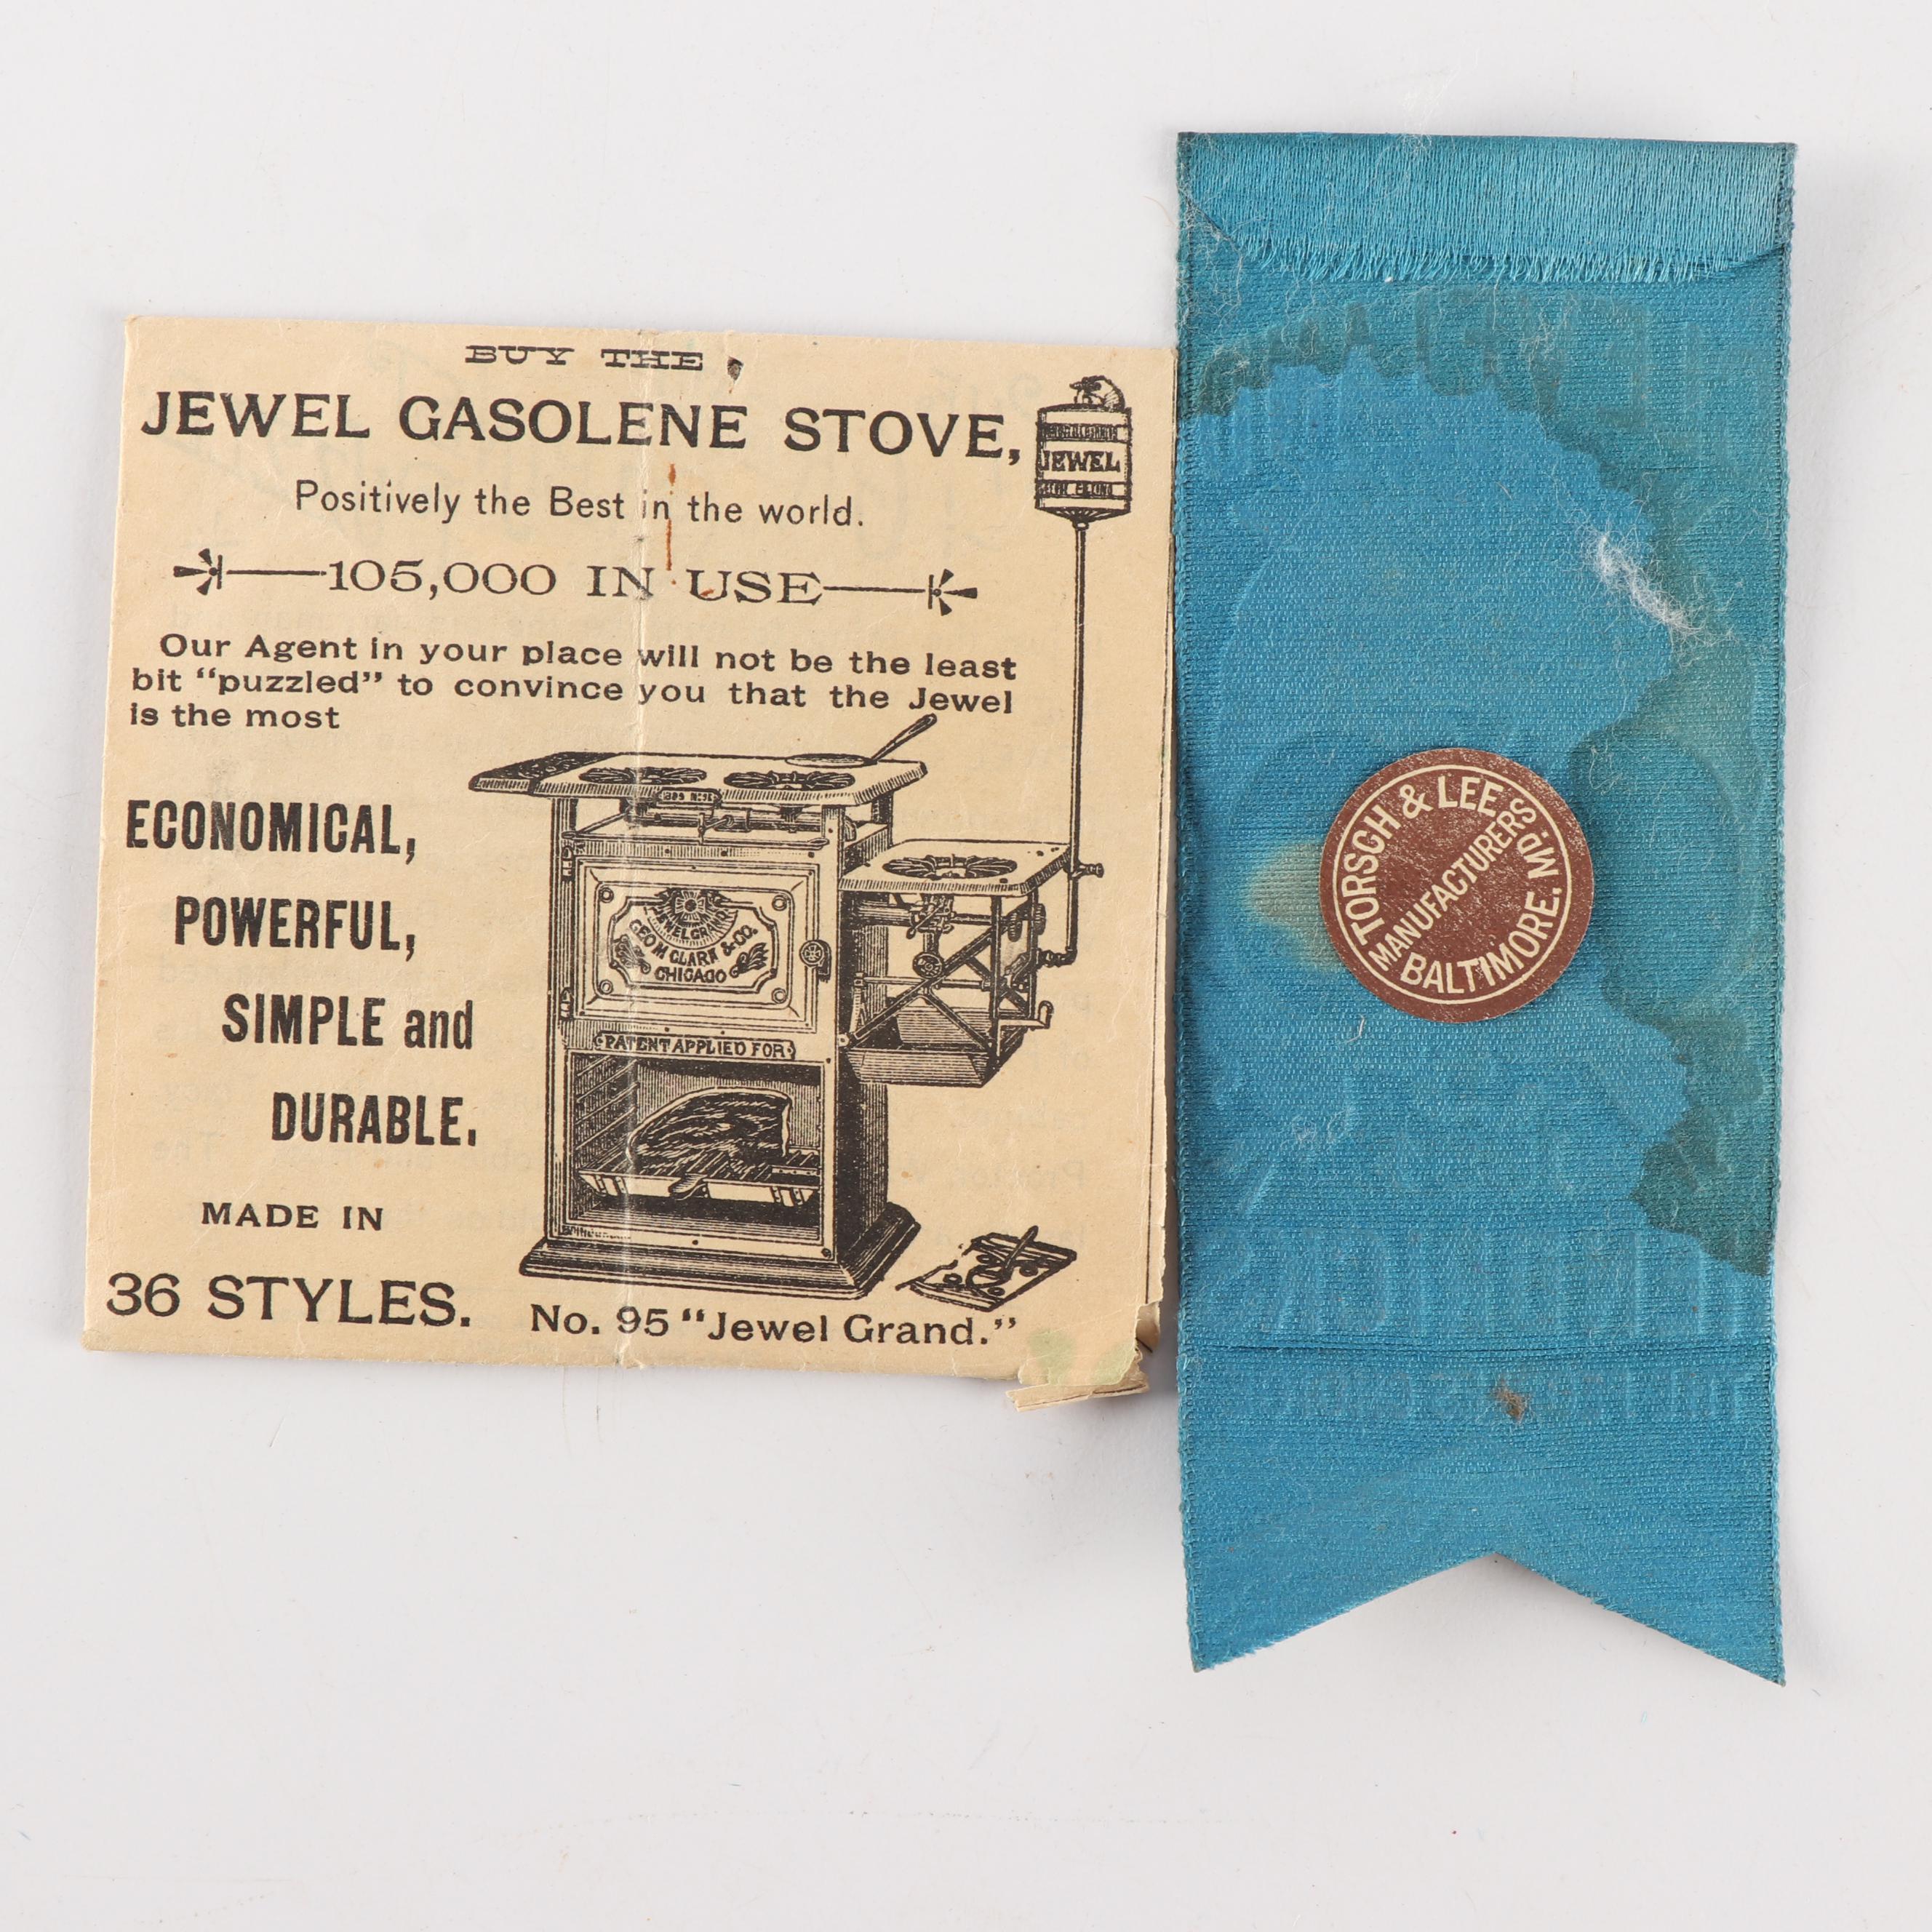 BUY THE
JEWEL GASOLENE STOVE,
Positively the Best in the world.
105,000 IN USE
Our Agent in your place will not be the least
bit "puzzled" to convince you that the Jewel
is the most
ECONOMICAL,
POWERFUL,
SIMPLE and
DURABLE.
MADE IN
36 STYLES.
JEWEL
JEWEL GRAND
GEO M CLARK & CO.
CHICAGO
PATENT APPLIED FOR
No. 95 "Jewel Grand."
TORSCH & LEE
MANUFACTURERS
BALTIMORE, MD.